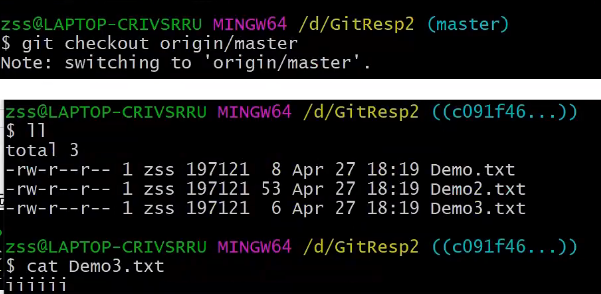 zss@LAPTOP-CRIVSRRU MINGW64 /d/GitResp2 (master)
$ git checkout origin/master
Note: switching to 'origin/master'.
zss@LAPTOP-CRIVSRRU MINGW64 /d/GitResp2 ((c091f46...))
$ ll
total 3
-rw-r--r-- 1 zss 197121  8 Apr 27 18:19 Demo.txt
-rw-r--r-- 1 zss 197121 53 Apr 27 18:19 Demo2.txt
-rw-r--r-- 1 zss 197121  6 Apr 27 18:19 Demo3.txt
zss@LAPTOP-CRIVSRRU MINGW64 /d/GitResp2 ((c091f46...))
$ cat Demo3.txt
iiiiii